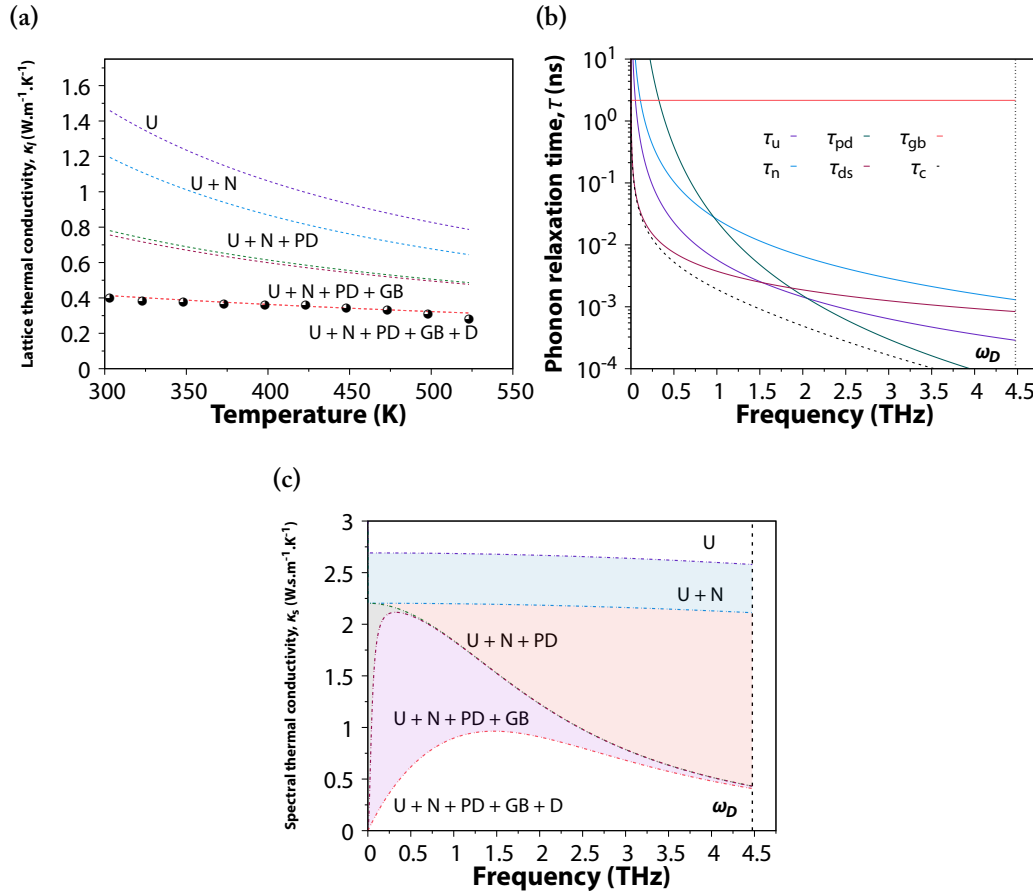 (a)
Lattice thermal conductivity, κl (W.m⁻¹.K⁻¹)
1.6
1.4
1.2
1
0.8
0.6
0.4
0.2
0
U
U + N
U + N + PD
U + N + PD + GB
U + N + PD + GB + D
300 350 400 450 500 550
Temperature (K)
(b)
Phonon relaxation time, τ (ns)
10¹
10⁰
10⁻¹
10⁻²
10⁻³
10⁻⁴
τu τpd τgb
τn τds τc
ωD
0 0.5 1 1.5 2 2.5 3 3.5 4 4.5
Frequency (THz)
(c)
Spectral thermal conductivity, κs (W.s.m⁻¹.K⁻¹)
3
2.5
2
1.5
1
0.5
0
U
U + N
U + N + PD
U + N + PD + GB
U + N + PD + GB + D
ωD
0 0.5 1 1.5 2 2.5 3 3.5 4 4.5
Frequency (THz)